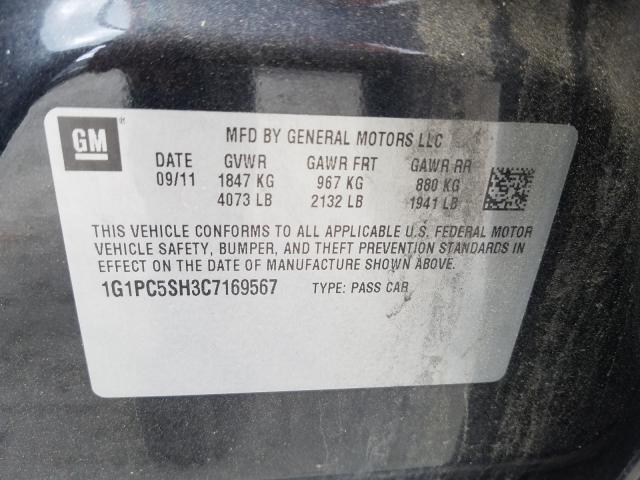 GM ®
MFD BY GENERAL MOTORS LLC
DATE GVWR GAWR FRT GAWR RR
09/11 1847 KG 967 KG 880 KG
4073 LB 2132 LB 1941 LB
THIS VEHICLE CONFORMS TO ALL APPLICABLE U.S. FEDERAL MOTOR
VEHICLE SAFETY, BUMPER, AND THEFT PREVENTION STANDARDS IN
EFFECT ON THE DATE OF MANUFACTURE SHOWN ABOVE.
1G1PC5SH3C7169567 TYPE: PASS CAR